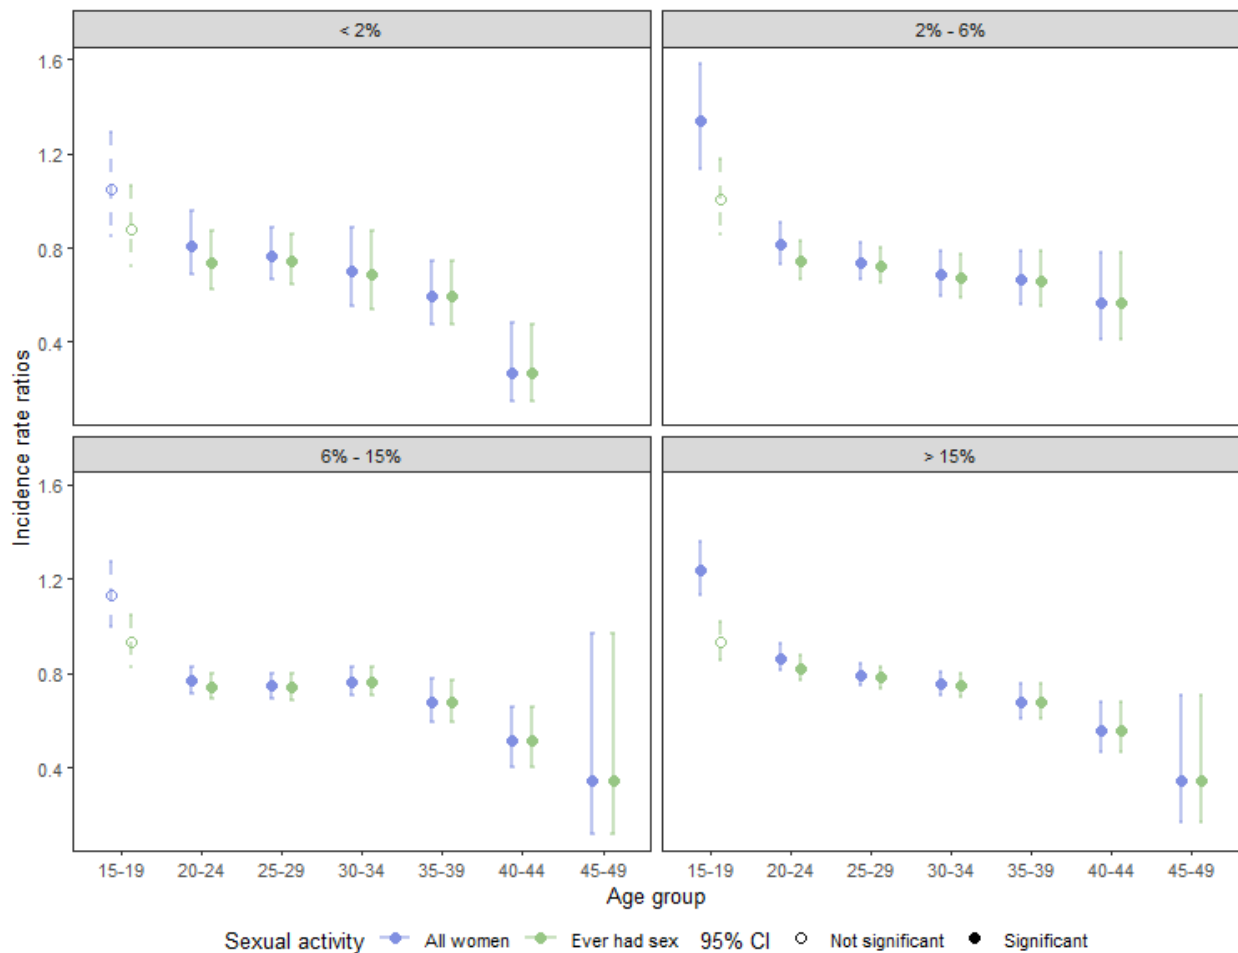 < 2%
2% - 6%
1.6
1.2
0.8
0.4
6% - 15%
> 15%
1.6
1.2
0.8
0.4
Incidence rate ratios
15-19 20-24 25-29 30-34 35-39 40-44 45-49
15-19 20-24 25-29 30-34 35-39 40-44 45-49
Age group
Sexual activity All women Ever had sex 95% CI Not significant Significant